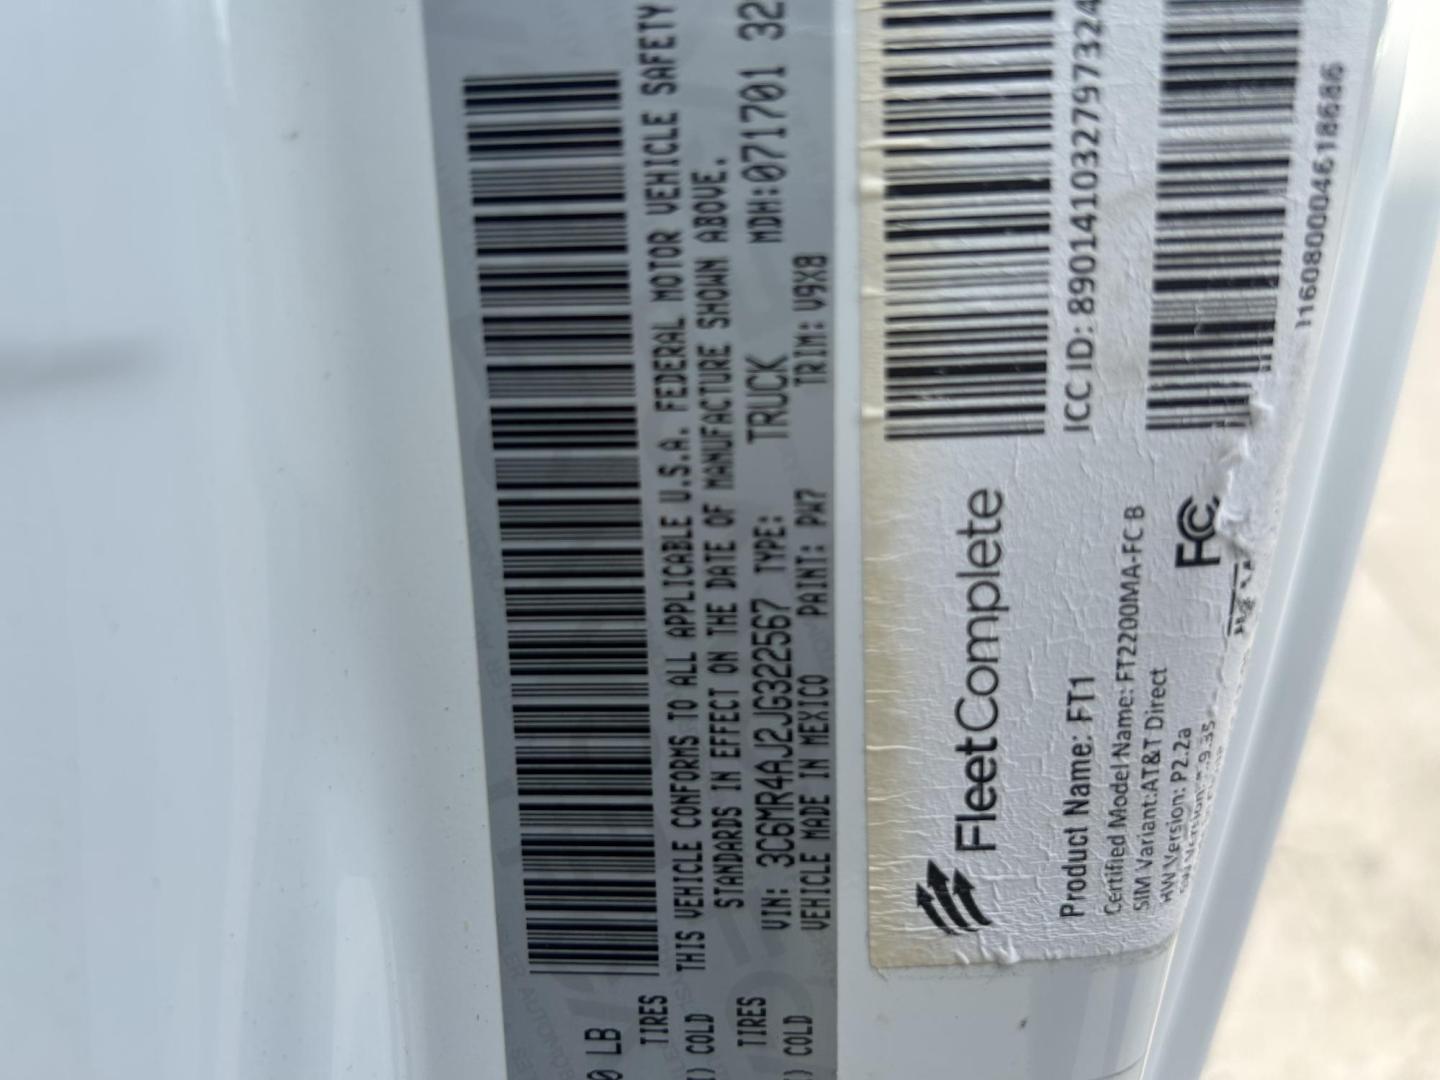 0 LB
TIRES
) COLD
TIRES
) COLD
THIS VEHICLE CONFORMS TO ALL APPLICABLE U.S.A. FEDERAL MOTOR VEHICLE SAFETY
STANDARDS IN EFFECT ON THE DATE OF MANUFACTURE SHOWN ABOVE.
VIN: 3C6MR4AJ2JG322567 TYPE: TRUCK MDH:071701 32
VEHICLE MADE IN MEXICO PAINT: PW7 TRIM: V9X8
FleetComplete
Product Name: FT1
Certified Model Name: FT2200MA-FC B
SIM Variant:AT&T Direct
HW Version: P2.2a
FC
ICC ID: 890141032797324
116080004618686